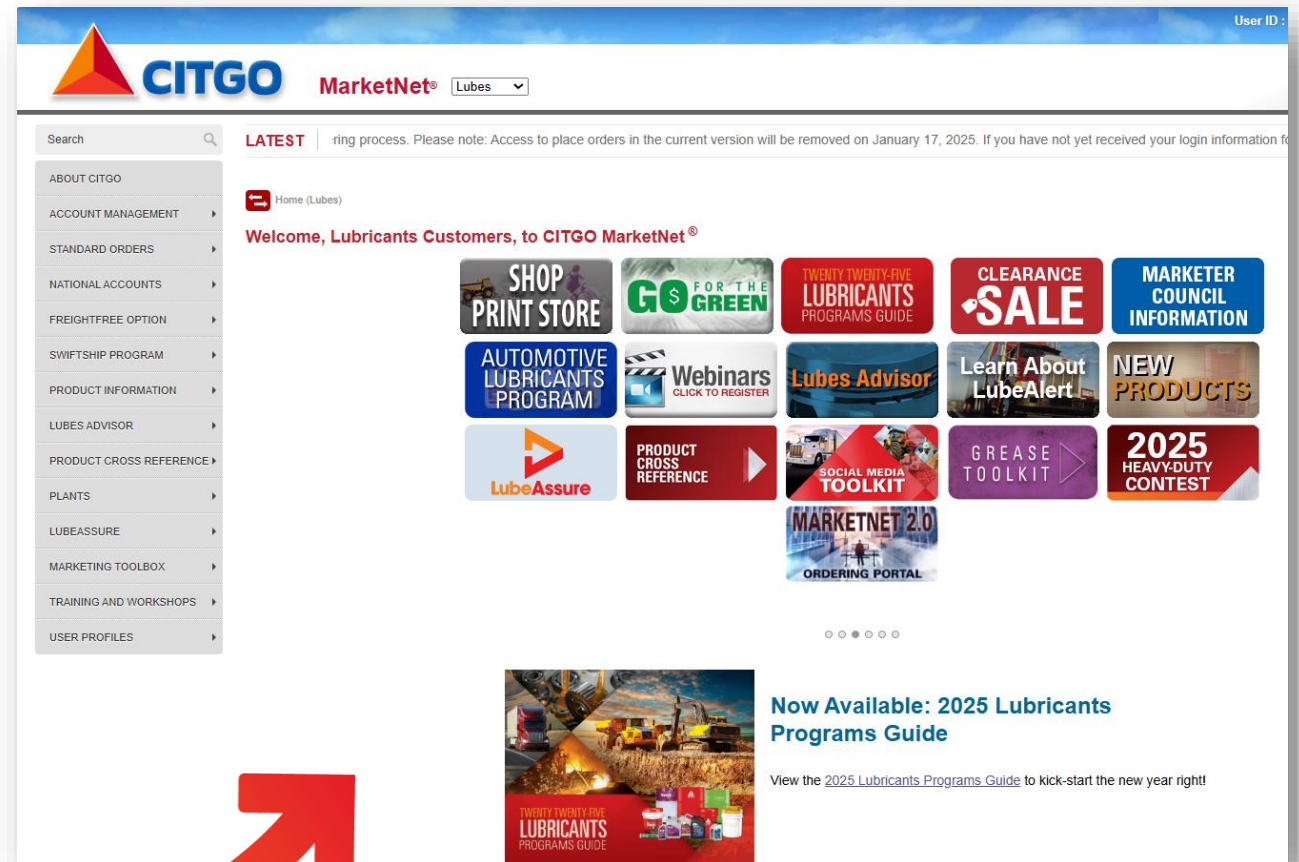 User ID :
CITGO
MarketNet®
Lubes
Search
LATEST
ring process. Please note: Access to place orders in the current version will be removed on January 17, 2025. If you have not yet received your login information
ABOUT CITGO
ACCOUNT MANAGEMENT
STANDARD ORDERS
NATIONAL ACCOUNTS
FREIGHTFREE OPTION
SWIFTSHIP PROGRAM
PRODUCT INFORMATION
LUBES ADVISOR
PRODUCT CROSS REFERENCE
PLANTS
LUBEASSURE
MARKETING TOOLBOX
TRAINING AND WORKSHOPS
USER PROFILES
Home (Lubes)
Welcome, Lubricants Customers, to CITGO MarketNet®
SHOP
PRINT STORE
GO FOR THE
$ GREEN
TWENTY TWENTY-FIVE
LUBRICANTS
PROGRAMS GUIDE
CLEARANCE
SALE
MARKETER
COUNCIL
INFORMATION
AUTOMOTIVE
LUBRICANTS
PROGRAM
Webinars
CLICK TO REGISTER
Lubes Advisor
Learn About
LubeAlert
NEW
PRODUCTS
LubeAssure
PRODUCT
CROSS
REFERENCE
SOCIAL MEDIA
TOOLKIT
GREASE
TOOLKIT
2025
HEAVY-DUTY
CONTEST
MARKETNET 2.0
ORDERING PORTAL
TWENTY TWENTY-FIVE
LUBRICANTS
PROGRAMS GUIDE
Now Available: 2025 Lubricants
Programs Guide
View the 2025 Lubricants Programs Guide to kick-start the new year right!